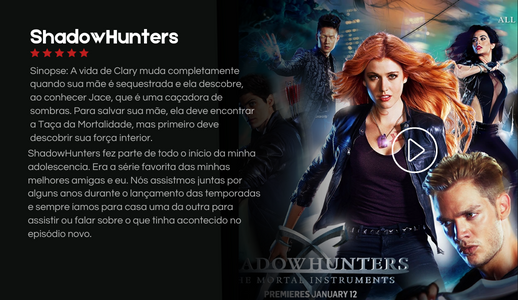 ShadowHunters
Sinopse: A vida de Clary muda completamente
quando sua mãe é sequestrada e ela descobre,
ao conhecer Jace, que é uma caçadora de
sombras. Para salvar sua mãe, ela deve encontrar
a Taça da Mortalidade, mas primeiro deve
descobrir sua força interior.
ShadowHunters fez parte de todo o inicio da minha
adolescencia. Era a série favorita das minhas
melhores amigas e eu. Nós assistmos juntas por
alguns anos durante o lançamento das temporadas
e sempre iamos para casa uma da outra para
assistir ou falar sobre o que tinha acontecido no
episódio novo.
ALL
ADOWHUNTERS
E MORTAL INSTRUMENTS
PREMIERES JANUARY 12